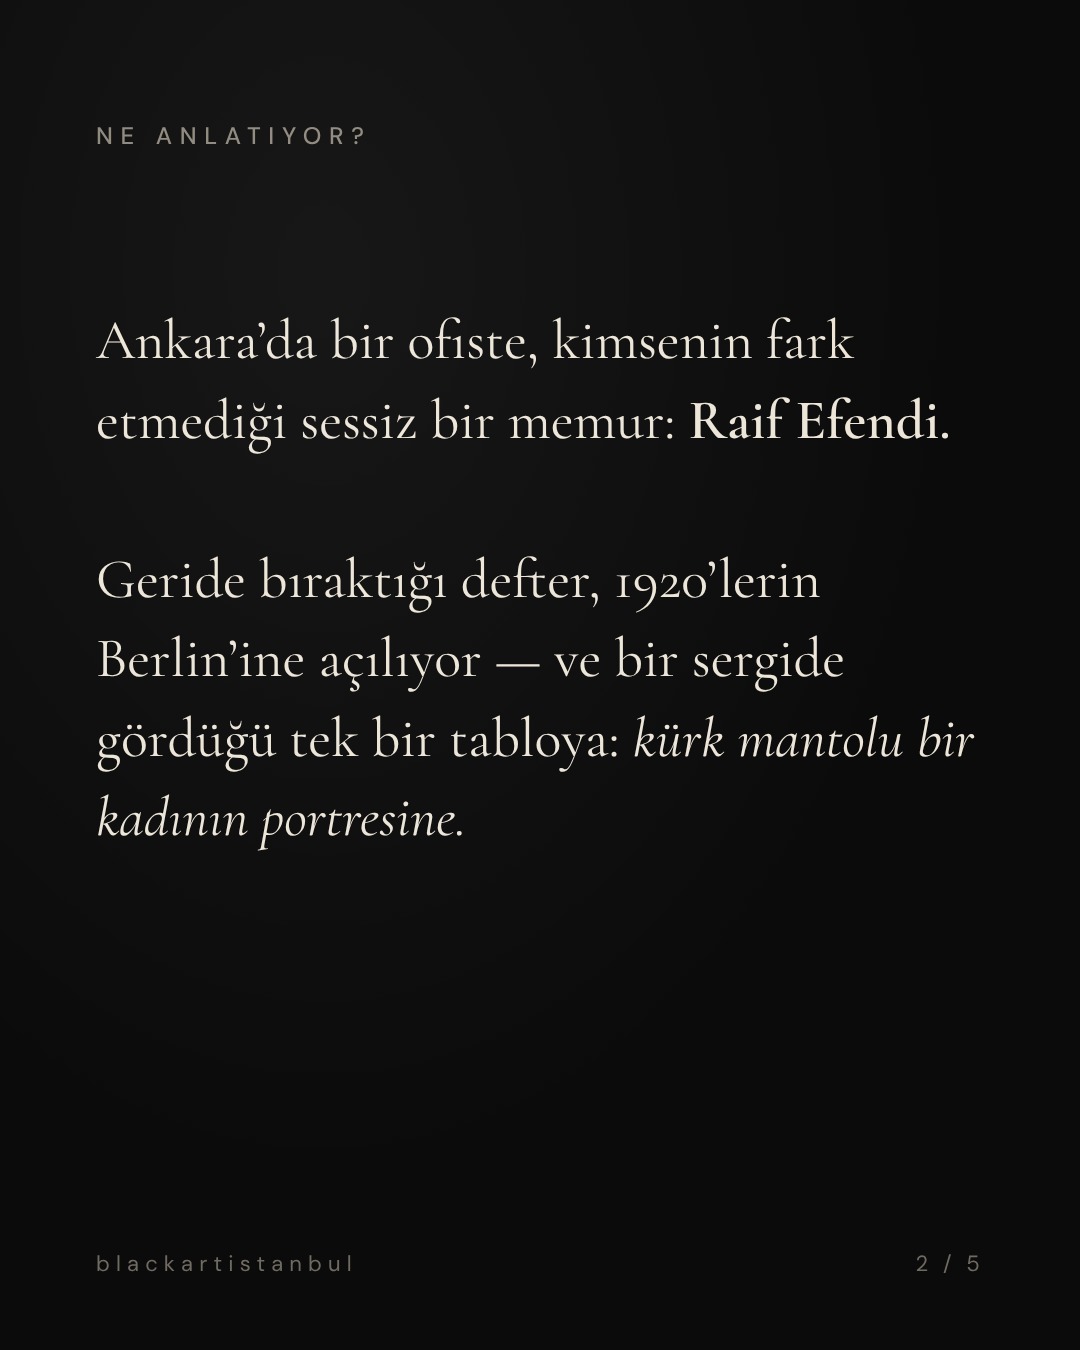 NE ANLATIYOR?
Ankara’da bir ofiste, kimsenin fark
etmediği sessiz bir memur: Raif Efendi.
Geride bıraktığı defter, 1920’lerin
Berlin’ine açılıyor — ve bir sergide
gördüğü tek bir tabloya: kürk mantolu bir
kadının portresine.
blackartistanbul
2 / 5